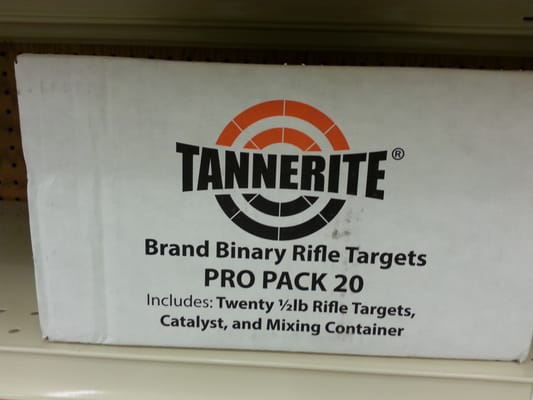 TANNERITE®
Brand Binary Rifle Targets
PRO PACK 20
Includes: Twenty ½lb Rifle Targets,
Catalyst, and Mixing Container